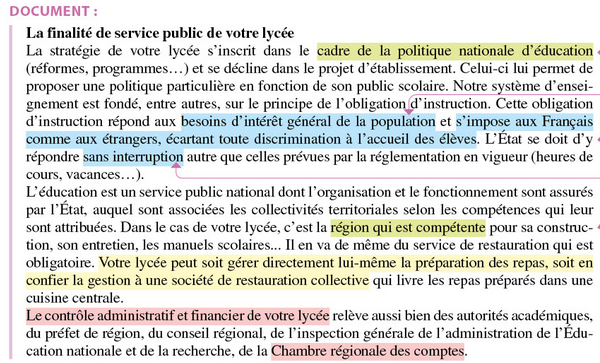 DOCUMENT :
La finalité de service public de votre lycée
La stratégie de votre lycée s’inscrit dans le cadre de la politique nationale d’éducation
(réformes, programmes…) et se décline dans le projet d’établissement. Celui-ci lui permet de
proposer une politique particulière en fonction de son public scolaire. Notre système d’ensei-
gnement est fondé, entre autres, sur le principe de l’obligation d’instruction. Cette obligation
d’instruction répond aux besoins d’intérêt général de la population et s’impose aux Français
comme aux étrangers, écartant toute discrimination à l’accueil des élèves. L’État se doit d’y
répondre sans interruption autre que celles prévues par la réglementation en vigueur (heures de
cours, vacances…).
L’éducation est un service public national dont l’organisation et le fonctionnement sont assurés
par l’État, auquel sont associées les collectivités territoriales selon les compétences qui leur
sont attribuées. Dans le cas de votre lycée, c’est la région qui est compétente pour sa construc-
tion, son entretien, les manuels scolaires... Il en va de même du service de restauration qui est
obligatoire. Votre lycée peut soit gérer directement lui-même la préparation des repas, soit en
confier la gestion à une société de restauration collective qui livre les repas préparés dans une
cuisine centrale.
Le contrôle administratif et financier de votre lycée relève aussi bien des autorités académiques,
du préfet de région, du conseil régional, de l’inspection générale de l’administration de l’Édu-
cation nationale et de la recherche, de la Chambre régionale des comptes.